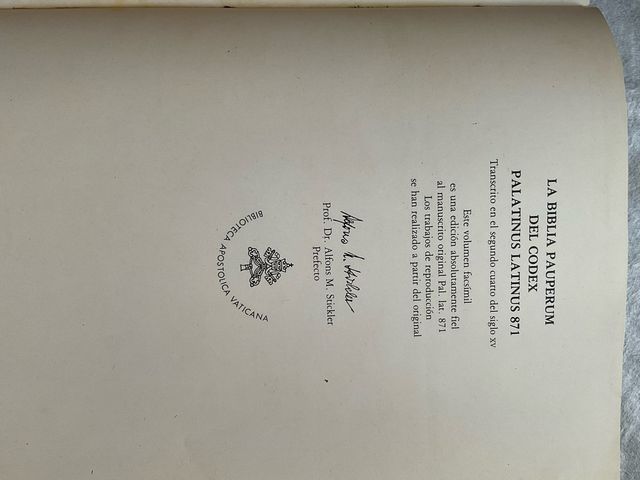 LA BIBLIA PAUPERUM
DEL CODEX
PALATINUS LATINUS 871
Transcrito en el segundo cuarto del siglo XV
Este volumen facsímil
es una edición absolutamente fiel
al manuscrito original Pal. lat. 871
Los trabajos de reproducción
se han realizado a partir del original
Alfons M. Stickler
Prof. Dr. Alfons M. Stickler
Prefecto
BIBLIOTECA APOSTOLICA VATICANA